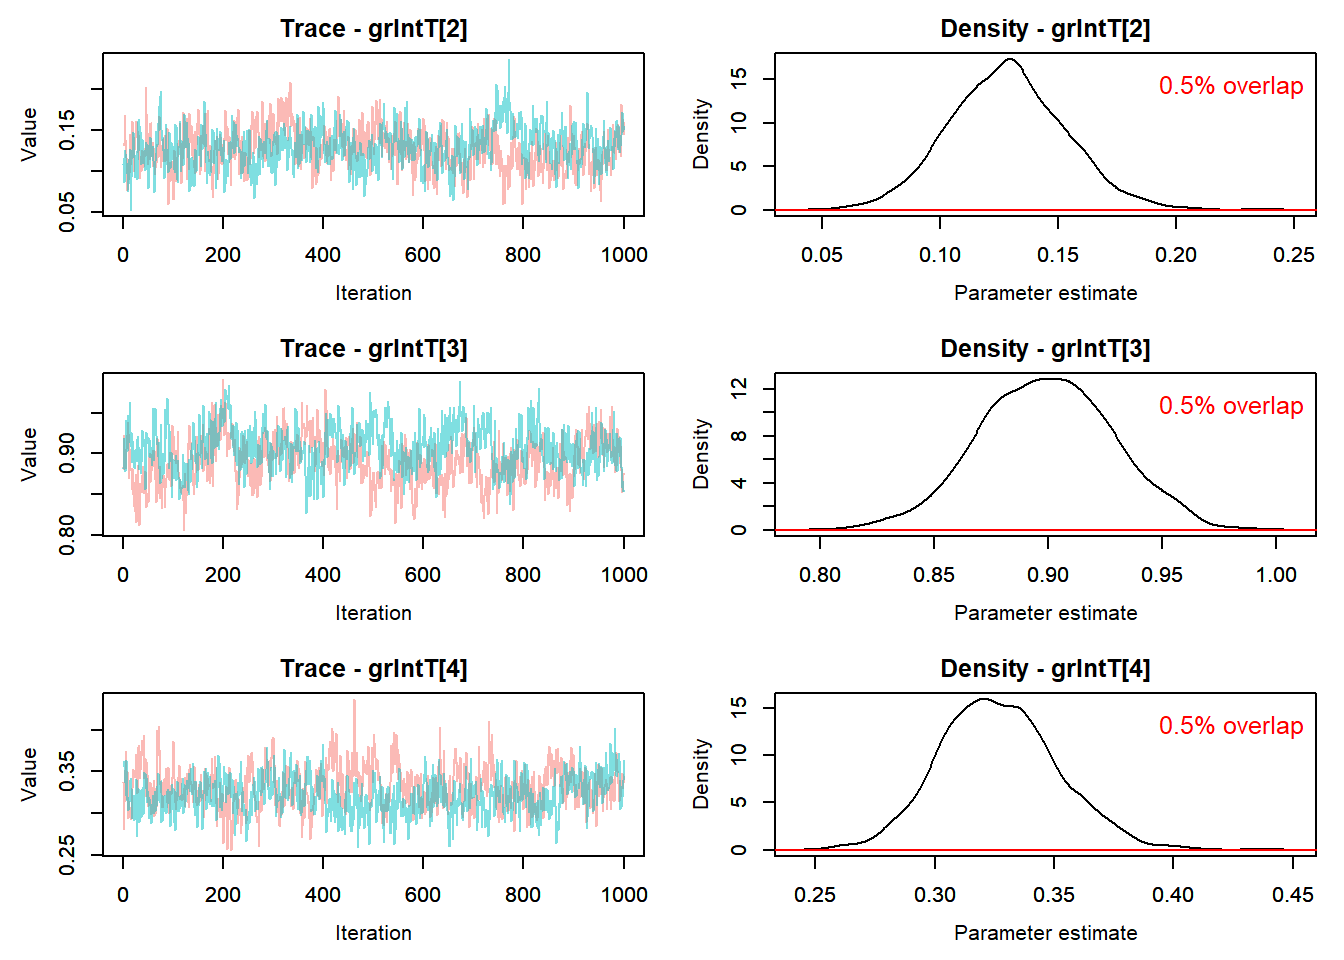 Trace - grIntT[2]
Value
0.05 0.15
0 200 400 600 800 1000
Iteration
Density - grIntT[2]
0.5% overlap
Density
0 5 10 15
0.05 0.10 0.15 0.20 0.25
Parameter estimate
Trace - grIntT[3]
Value
0.80 0.90
0 200 400 600 800 1000
Iteration
Density - grIntT[3]
0.5% overlap
Density
0 4 8 12
0.80 0.85 0.90 0.95 1.00
Parameter estimate
Trace - grIntT[4]
Value
0.25 0.35
0 200 400 600 800 1000
Iteration
Density - grIntT[4]
0.5% overlap
Density
0 5 10 15
0.25 0.30 0.35 0.40 0.45
Parameter estimate